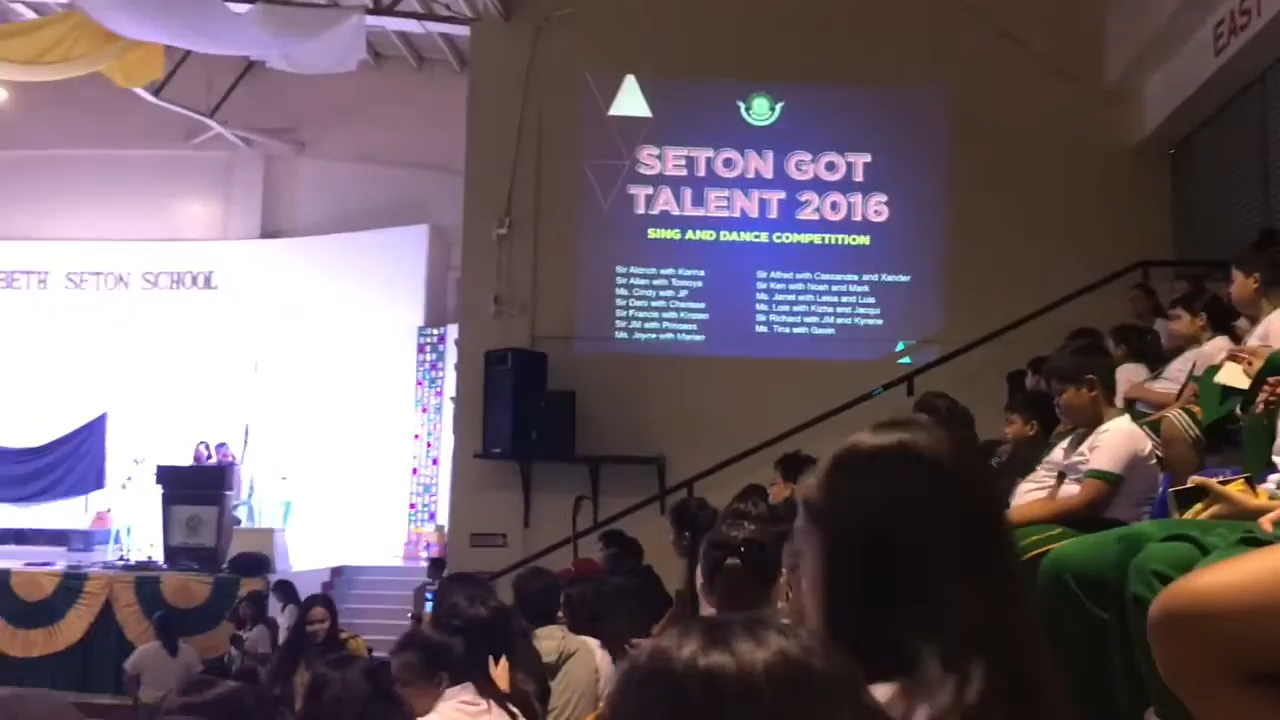 EAST
SETON GOT
TALENT 2016
SING AND DANCE COMPETITION
BETH SETON SCHOOL
Sir Aldrich with Karina
Sir Allan with Tomoya
Ms. Cindy with JP
Sir Dars with Cherisse
Sir Francis with Kirsten
Sir JM with Princess
Ms. Joyce with Marian
Sir Alfred with Cassandra and Xander
Sir Ken with Noah and Mark
Ms. Janet with Leisa and Luis
Ms. Lois with Kizha and Jacqui
Sir Richard with JM and Kyrene
Ms. Tina with Gavin